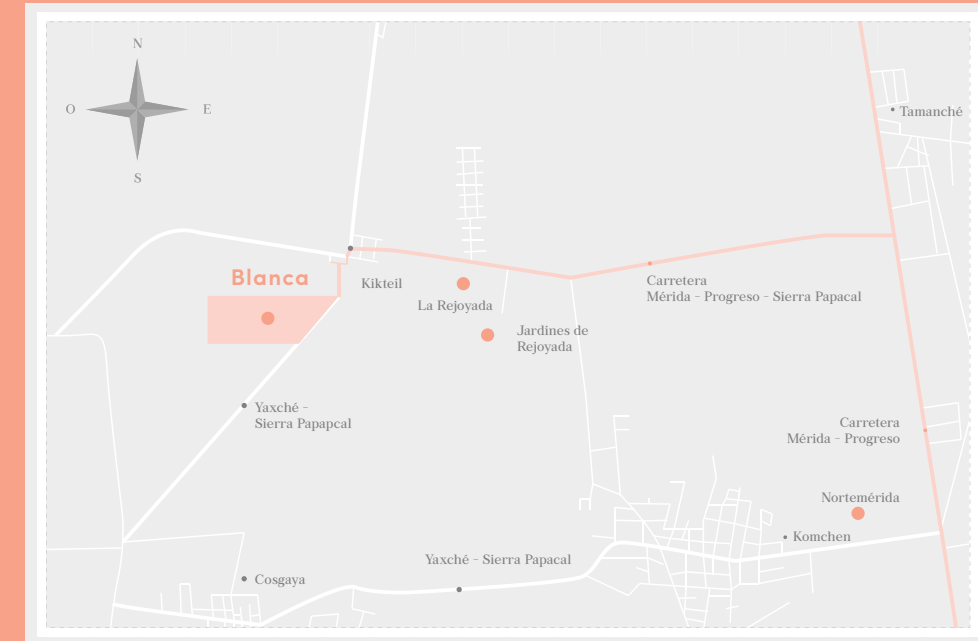 N
O
E
S
Tamanché
Blanca
Kikteil
La Rejoyada
Carretera
Mérida - Progreso - Sierra Papacal
Jardines de
Rejoyada
Yaxché -
Sierra Papapcal
Carretera
Mérida - Progreso
Nortemérida
Komchen
Yaxché - Sierra Papacal
Cosgaya